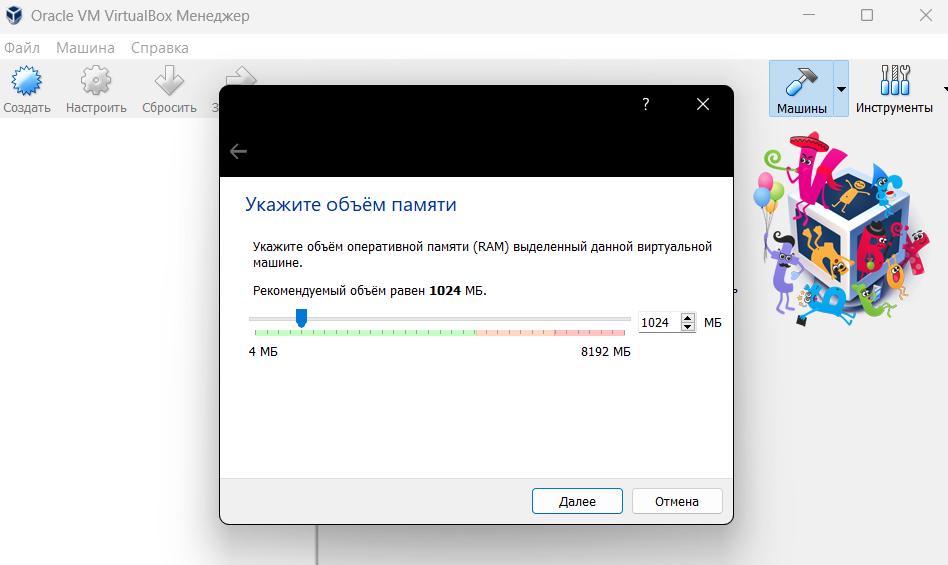 Oracle VM VirtualBox Менеджер
Файл Машина Справка
Создать Настроить Сбросить
Машины Инструменты
?
Укажите объём памяти
Укажите объём оперативной памяти (RAM) выделенный данной виртуальной
машине.
Рекомендуемый объём равен 1024 МБ.
1024 МБ
4 МБ 8192 МБ
Далее Отмена